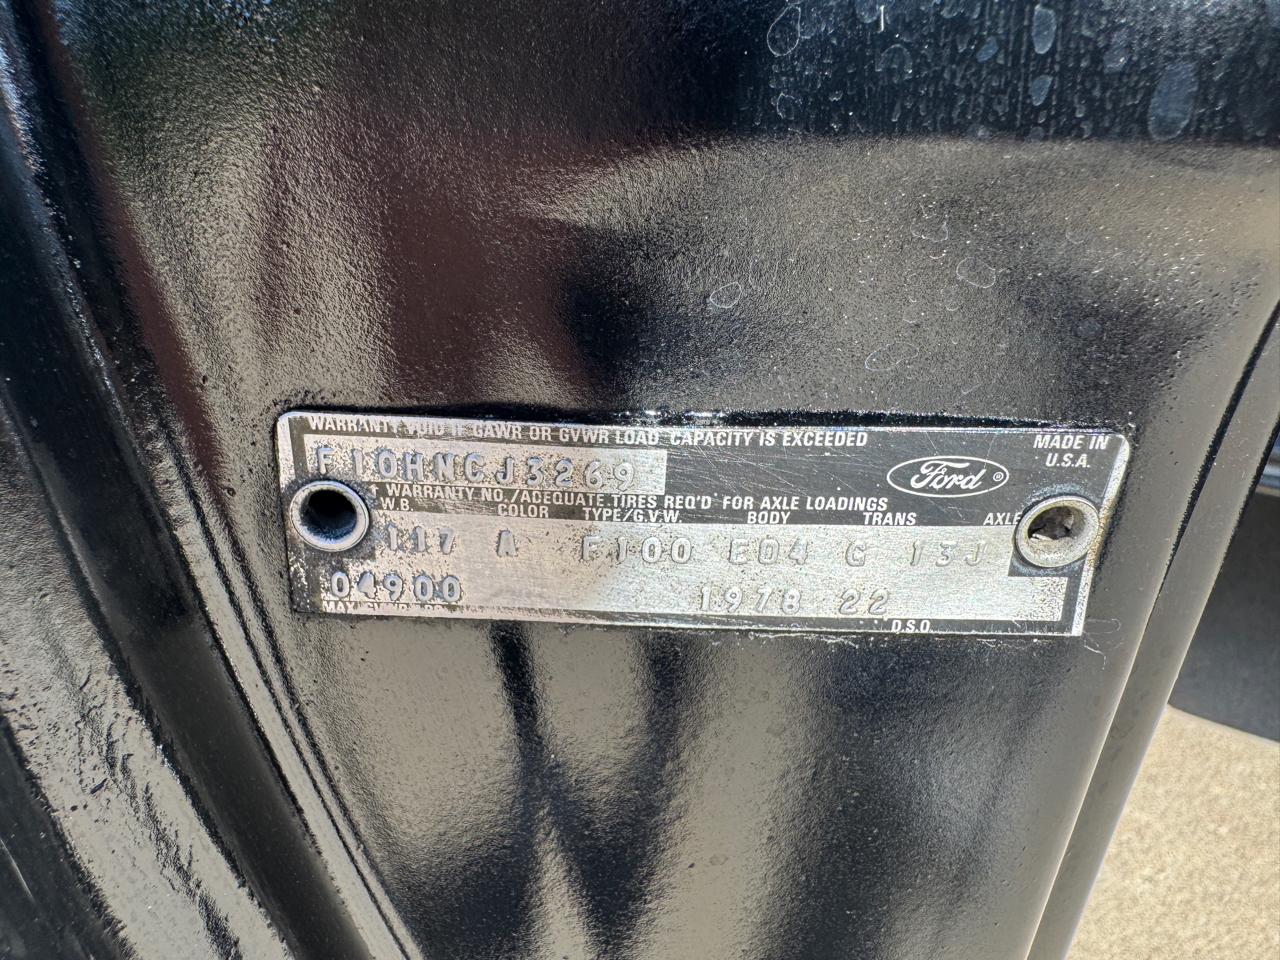 WARRANTY VOID IF GAWR OR GVWR LOAD CAPACITY IS EXCEEDED
MADE IN U.S.A.
F10HNCJ3269
Ford ®
WARRANTY NO./ADEQUATE TIRES REQ'D FOR AXLE LOADINGS
W.B. COLOR TYPE/G.V.W. BODY TRANS AXLE
117 A F100 E04 G 13J
04900 1978 22
D.S.O.